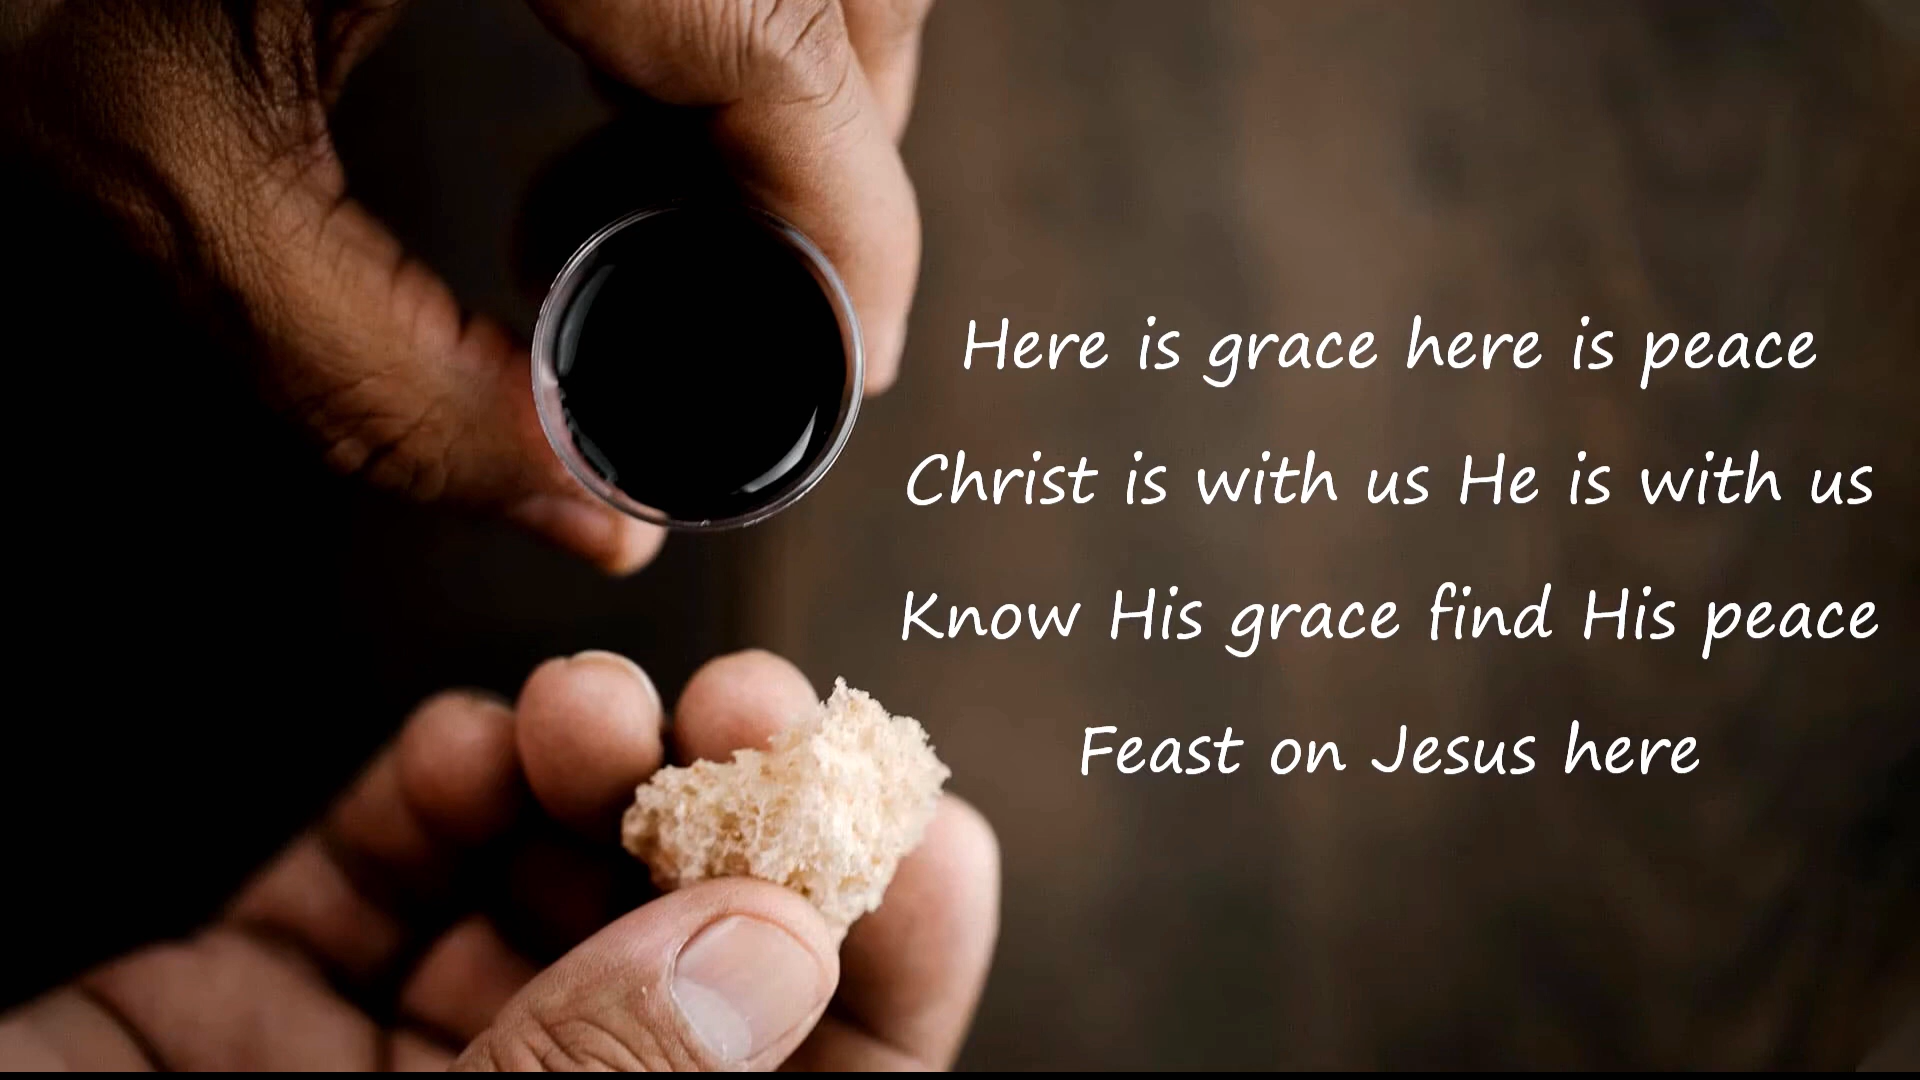 Here is grace here is peace
Christ is with us He is with us
Know His grace find His peace
Feast on Jesus here